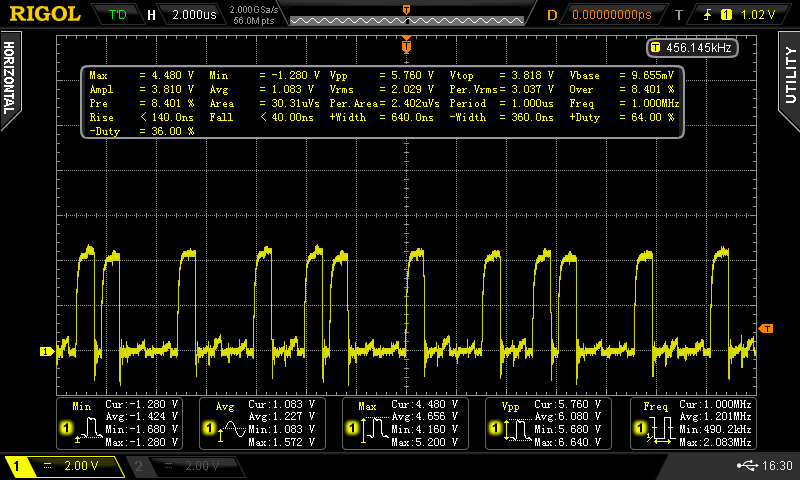 RIGOL T'D H 2.000us 2.000GSa/s 56.0M pts D 0.00000000ps T 1 1.02 V
T
HORIZONTAL
UTILITY
T 456.145kHz
Max = 4.480 V Min = -1.280 V Vpp = 5.760 V Vtop = 3.818 V Vbase = 9.655mV
Ampl = 3.810 V Avg = 1.083 V Vrms = 2.029 V Per.Vrms= 3.037 V Over = 8.401 %
Pre = 8.401 % Area = 30.31uVs Per.Area= 2.402uVs Period = 1.000us Freq = 1.000MHz
Rise < 140.0ns Fall < 40.00ns +Width = 640.0ns -Width = 360.0ns +Duty = 64.00 %
-Duty = 36.00 %
T
1
1 Min Cur:-1.280 V
Avg:-1.424 V
Min:-1.680 V
Max:-1.280 V
1 Avg Cur:1.083 V
Avg:1.227 V
Min:1.083 V
Max:1.572 V
1 Max Cur:4.480 V
Avg:4.656 V
Min:4.160 V
Max:5.200 V
1 Vpp Cur:5.760 V
Avg:6.080 V
Min:5.680 V
Max:6.640 V
1 Freq Cur:1.000MHz
Avg:1.201MHz
Min:490.2kHz
Max:2.083MHz
1 2.00 V 2 2.00 V 16:30